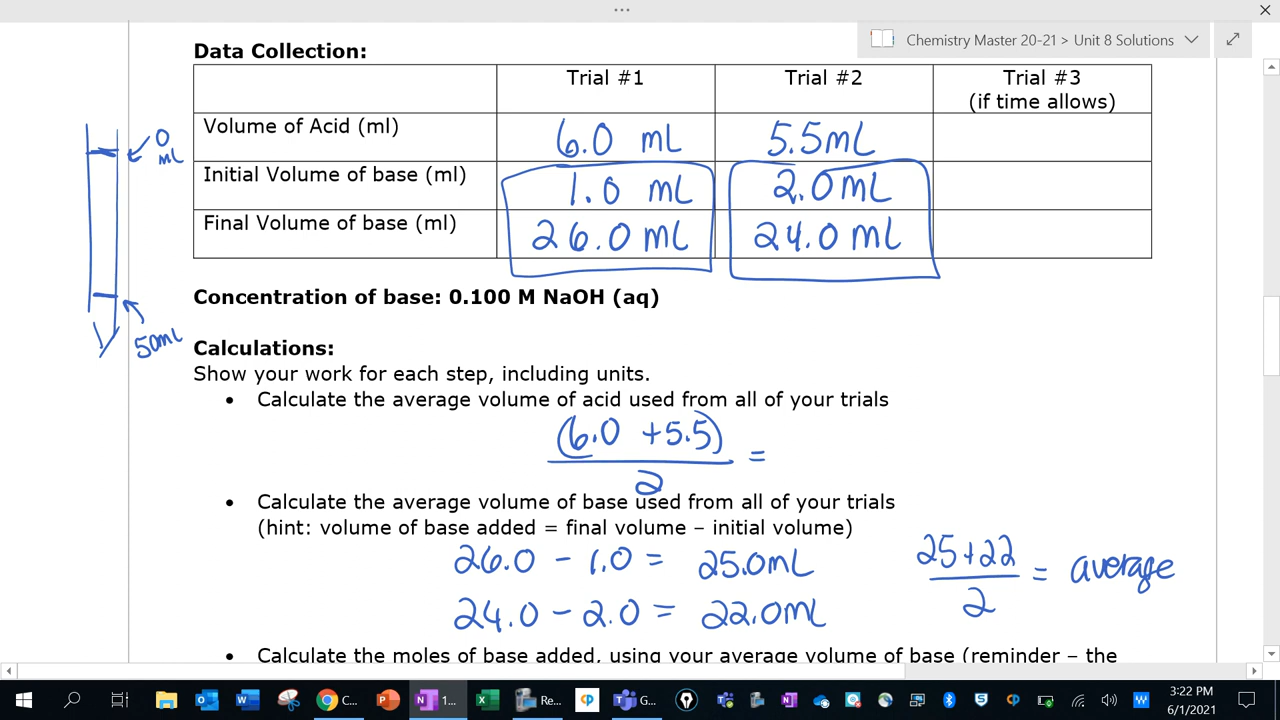 Chemistry Master 20-21 > Unit 8 Solutions
Data Collection:
Trial #1 Trial #2 Trial #3
(if time allows)
Volume of Acid (ml) 6.0 mL 5.5mL
Initial Volume of base (ml) 1.0 mL 2.0mL
Final Volume of base (ml) 26.0 mL 24.0 mL
0
mL
50mL
Concentration of base: 0.100 M NaOH (aq)
Calculations:
Show your work for each step, including units.
• Calculate the average volume of acid used from all of your trials
(6.0 +5.5)
2 =
• Calculate the average volume of base used from all of your trials
(hint: volume of base added = final volume – initial volume)
26.0 - 1.0 = 25.0mL
24.0 - 2.0 = 22.0mL
25+22
2 = average
• Calculate the moles of base added, using your average volume of base (reminder – the
C...
1...
Re...
G...
3:22 PM
6/1/2021